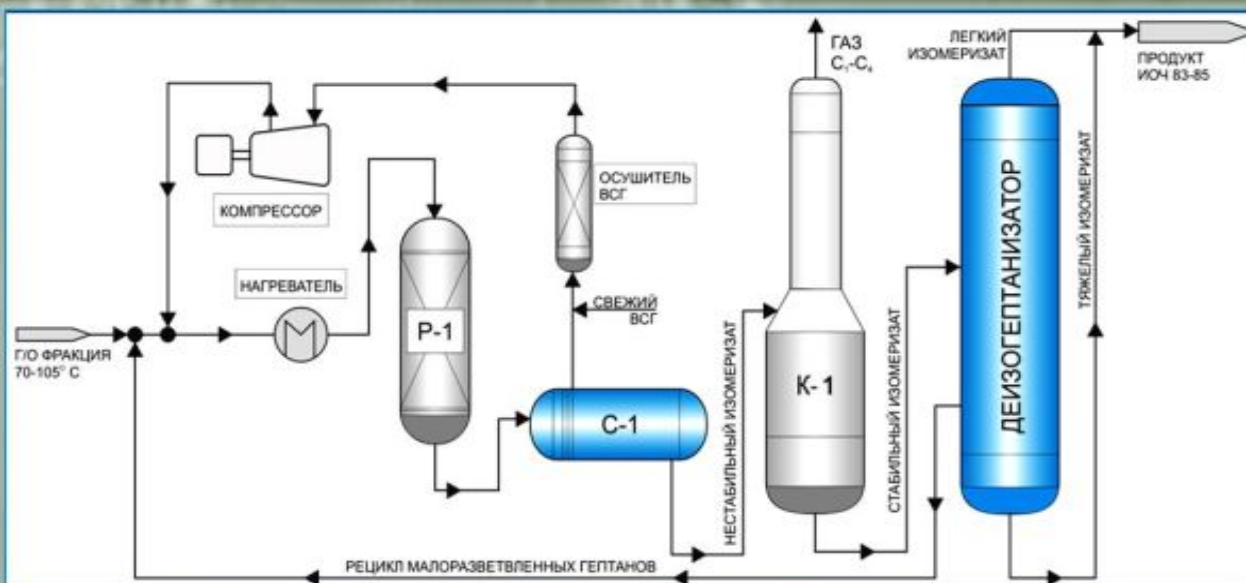 ЛЕГКИЙ
ИЗОМЕРИЗАТ
ПРОДУКТ
ИОЧ 83-85
ГАЗ
C₁-C₄
ОСУШИТЕЛЬ
ВСГ
КОМПРЕССОР
НАГРЕВАТЕЛЬ
СВЕЖИЙ
ВСГ
Г/О ФРАКЦИЯ
70-105° С
Р-1
С-1
НЕСТАБИЛЬНЫЙ ИЗОМЕРИЗАТ
К-1
СТАБИЛЬНЫЙ ИЗОМЕРИЗАТ
ДЕИЗОГЕПТАНИЗАТОР
ТЯЖЕЛЫЙ ИЗОМЕРИЗАТ
РЕЦИКЛ МАЛОРАЗВЕТВЛЕННЫХ ГЕПТАНОВ